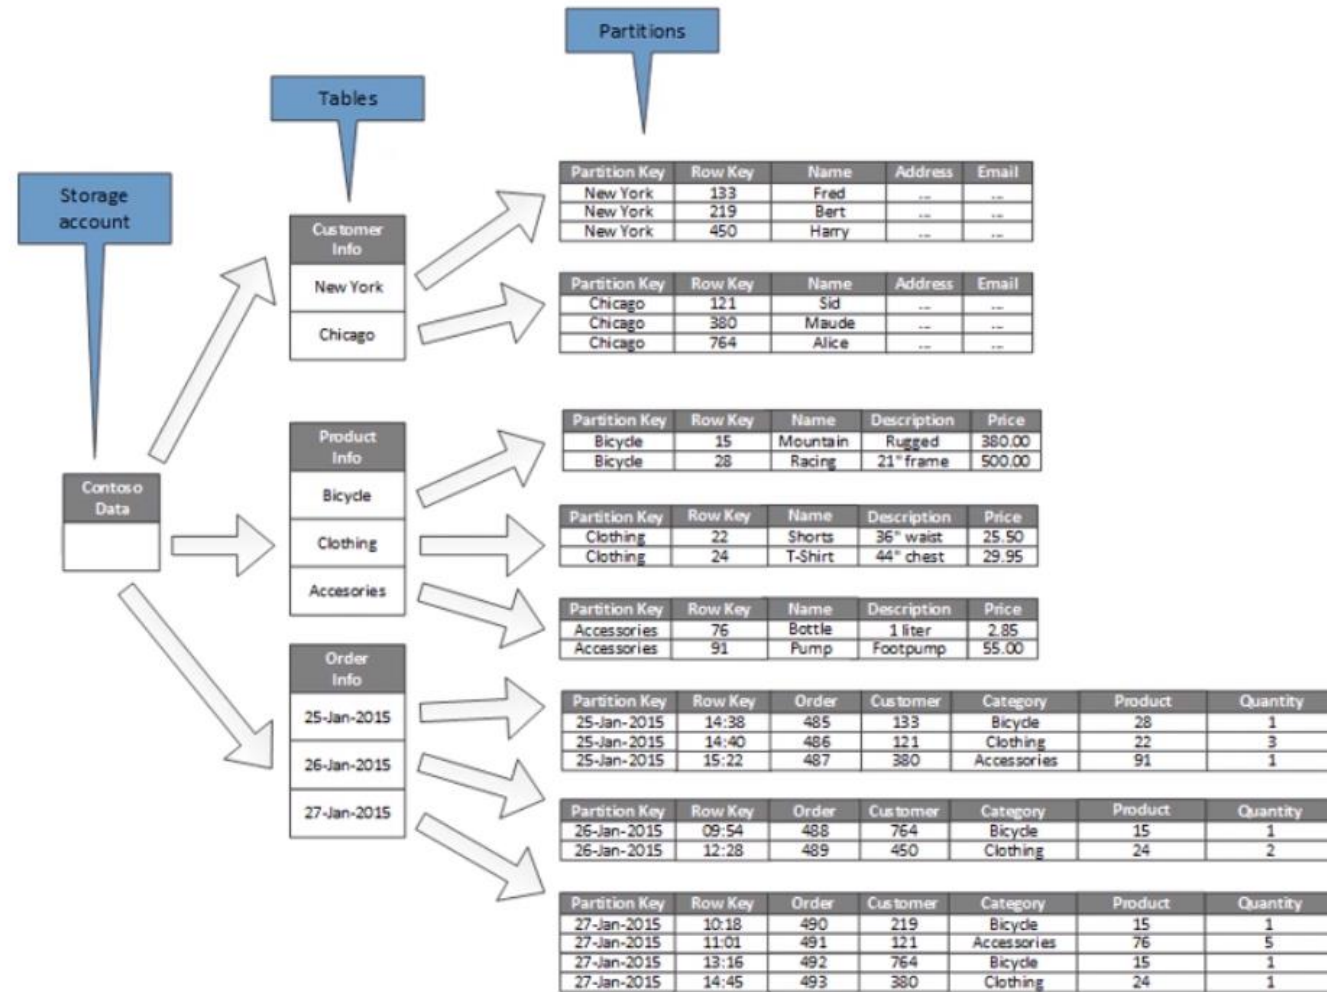 Partitions
Tables
Storage
account
Customer
Info
New York
Chicago
Partition Key Row Key Name Address Email
New York 133 Fred ... ...
New York 219 Bert ... ...
New York 450 Harry ... ...
Partition Key Row Key Name Address Email
Chicago 121 Sid ... ...
Chicago 380 Maude ... ...
Chicago 764 Alice ... ...
Contoso
Data
Product
Info
Bicycle
Clothing
Accesories
Partition Key Row Key Name Description Price
Bicycle 15 Mountain Rugged 380.00
Bicycle 28 Racing 21" frame 500.00
Partition Key Row Key Name Description Price
Clothing 22 Shorts 36" waist 25.50
Clothing 24 T-Shirt 44" chest 29.95
Partition Key Row Key Name Description Price
Accessories 76 Bottle 1 liter 2.85
Accessories 91 Pump Footpump 55.00
Order
Info
25-Jan-2015
26-Jan-2015
27-Jan-2015
Partition Key Row Key Order Customer Category Product Quantity
25-Jan-2015 14:38 485 133 Bicycle 28 1
25-Jan-2015 14:40 486 121 Clothing 22 3
25-Jan-2015 15:22 487 380 Accessories 91 1
Partition Key Row Key Order Customer Category Product Quantity
26-Jan-2015 09:54 488 764 Bicycle 15 1
26-Jan-2015 12:28 489 450 Clothing 24 2
Partition Key Row Key Order Customer Category Product Quantity
27-Jan-2015 10:18 490 219 Bicycle 15 1
27-Jan-2015 11:01 491 121 Accessories 76 5
27-Jan-2015 13:16 492 764 Bicycle 15 1
27-Jan-2015 14:45 493 380 Clothing 24 1